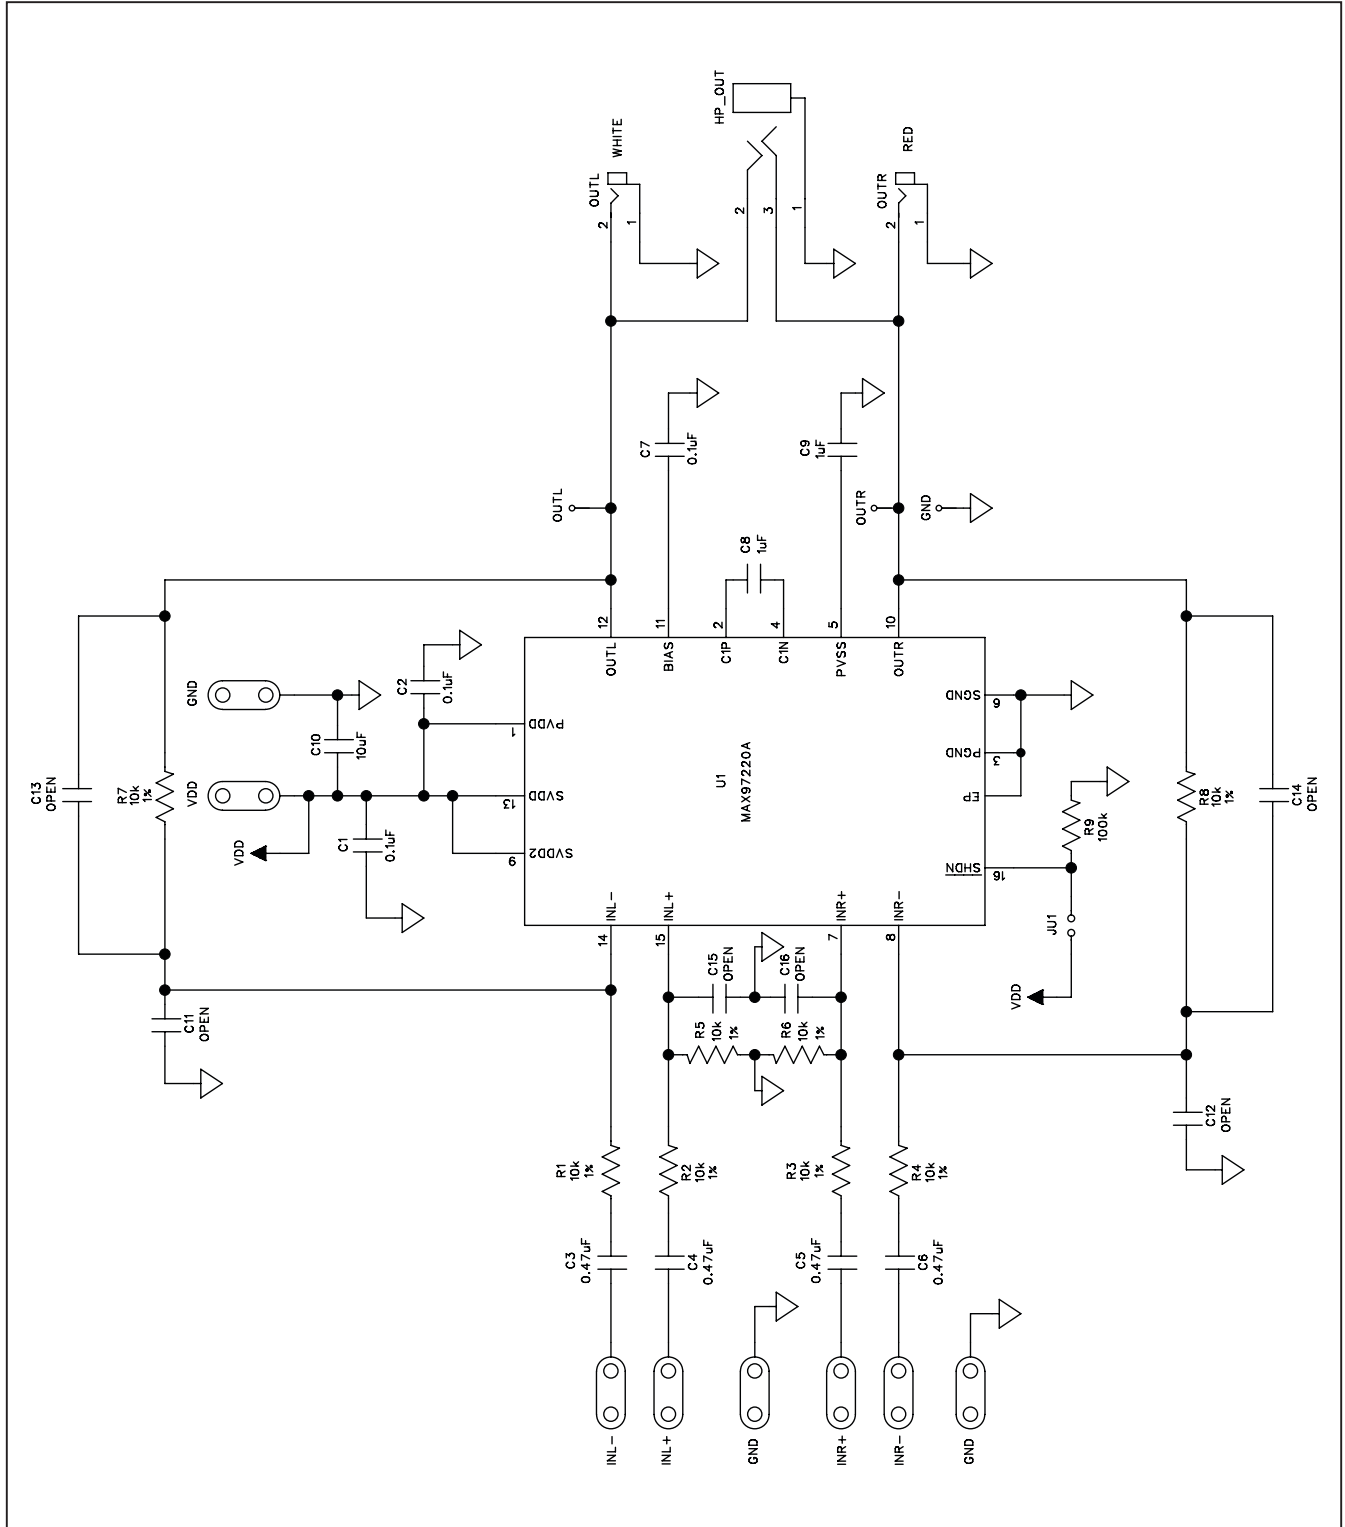 HP_OUT
OUTL
WHITE
2
1
2
3
1
OUTR
RED
2
1
C7
0.1uF
C9
1uF
OUTL
OUTR
GND
C8
1uF
C13
OPEN
R7
10k
1%
GND
VDD
C10
10uF
C2
0.1uF
VDD
C1
0.1uF
12
11
2
4
5
10
OUTL
BIAS
C1P
C1N
PVSS
OUTR
1
PVDD
13
SVDD
9
SVDD2
U1
MAX97220A
SGND
6
PGND
3
EP
SHDN
16
R9
100k
JU1
VDD
R8
10k
1%
C14
OPEN
INL-
INL+
INR+
INR-
14
15
7
8
C11
OPEN
C15
OPEN
C16
OPEN
R5
10k
1%
R6
10k
1%
C12
OPEN
R1
10k
1%
R2
10k
1%
R3
10k
1%
R4
10k
1%
C3
0.47uF
C4
0.47uF
C5
0.47uF
C6
0.47uF
INL-
INL+
GND
INR+
INR-
GND